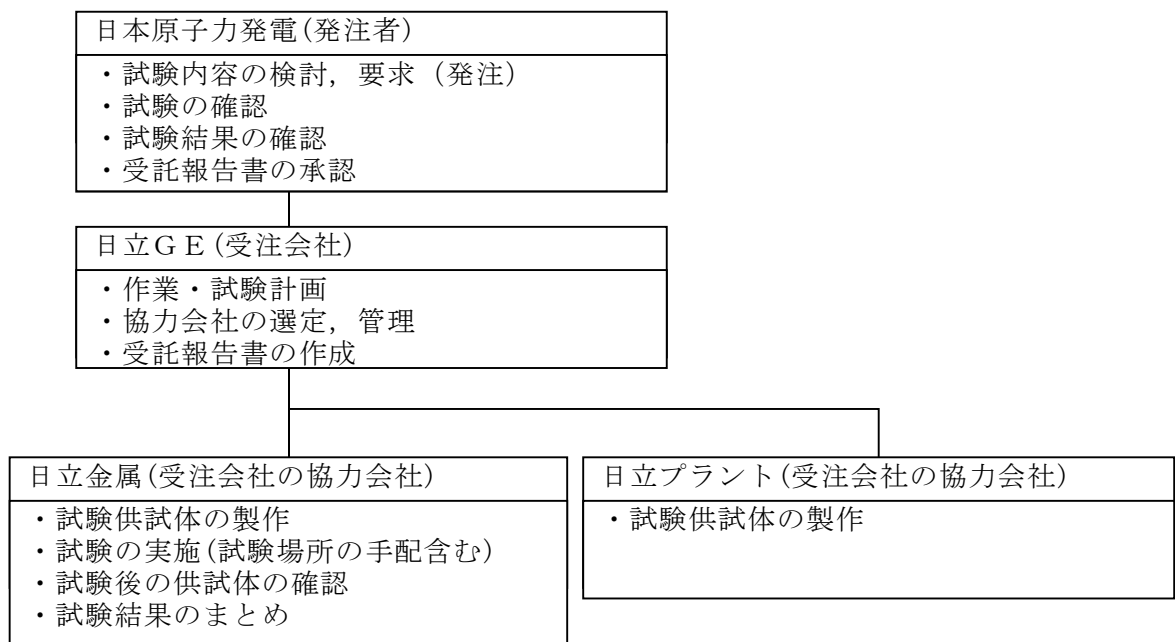 日本原子力発電(発注者)
・試験内容の検討，要求（発注）
・試験の確認
・試験結果の確認
・受託報告書の承認
日立ＧＥ(受注会社)
・作業・試験計画
・協力会社の選定，管理
・受託報告書の作成
日立金属(受注会社の協力会社)
・試験供試体の製作
・試験の実施(試験場所の手配含む)
・試験後の供試体の確認
・試験結果のまとめ
日立プラント(受注会社の協力会社)
・試験供試体の製作